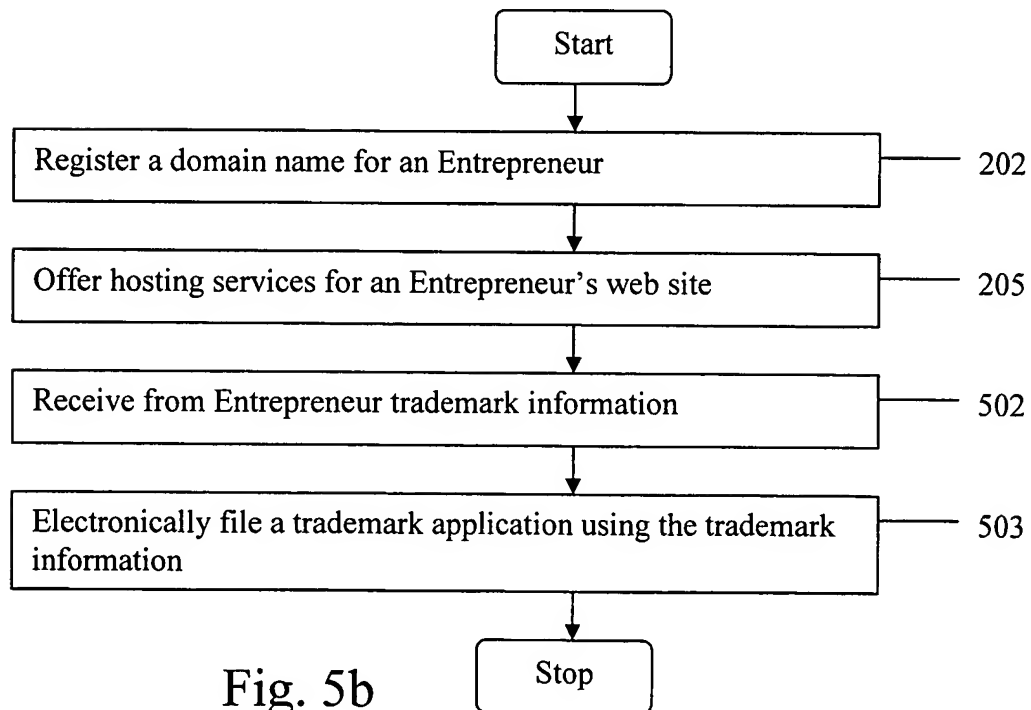 Start
Register a domain name for an Entrepreneur
202
Offer hosting services for an Entrepreneur's web site
205
Receive from Entrepreneur trademark information
502
Electronically file a trademark application using the trademark
information
503
Stop
Fig. 5b